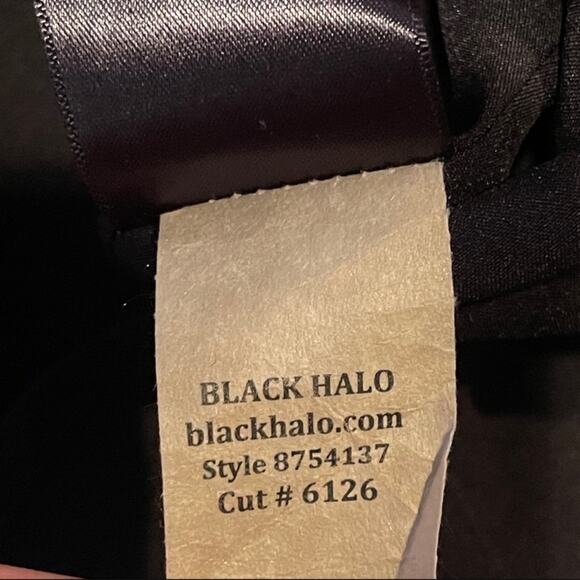 BLACK HALO
blackhalo.com
Style 8754137
Cut # 6126